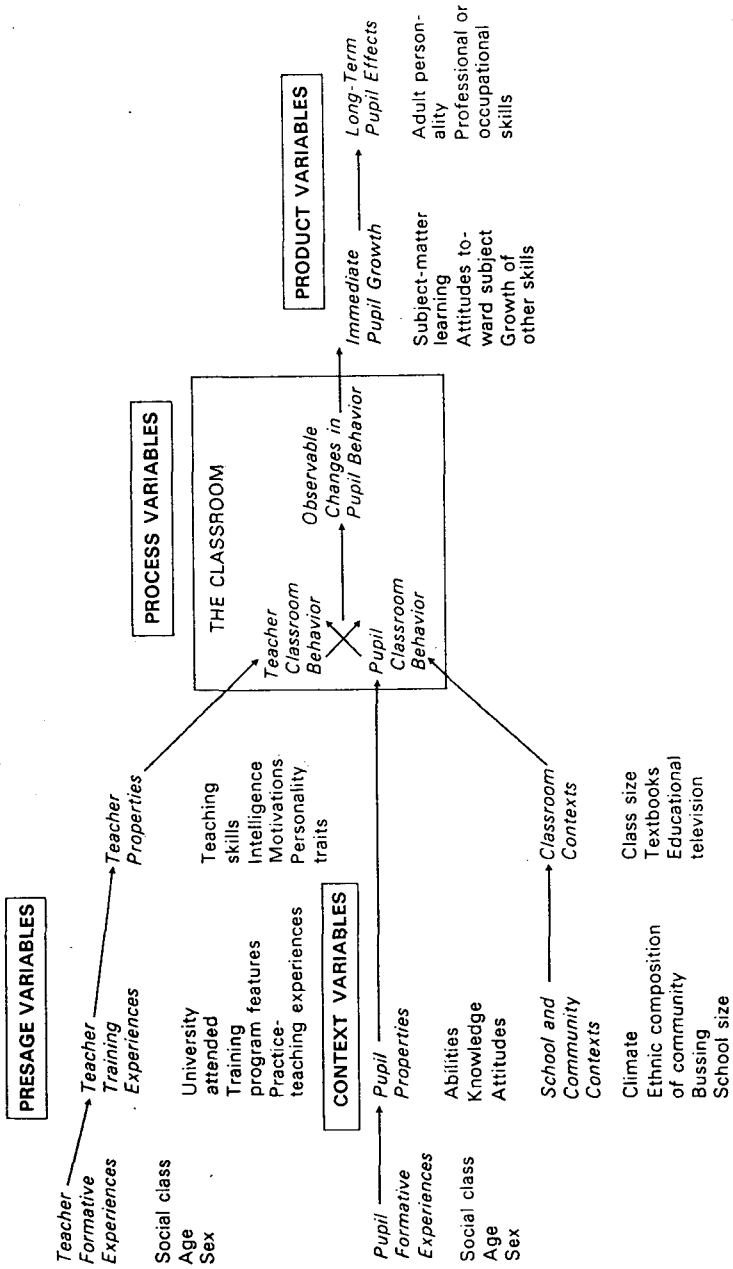 PRESAGE VARIABLES
Teacher
Formative
Experiences
Social class
Age
Sex
Teacher
Training
Experiences
University
attended
Training
program features
Practice-
teaching experiences
Teacher
Properties
Teaching
skills
Intelligence
Motivations
Personality
traits
CONTEXT VARIABLES
Pupil
Formative
Experiences
Social class
Age
Sex
Pupil
Properties
Abilities
Knowledge
Attitudes
School and
Community
Contexts
Climate
Ethnic composition
of community
Bussing
School size
Classroom
Contexts
Class size
Textbooks
Educational
television
PROCESS VARIABLES
THE CLASSROOM
Teacher
Classroom
Behavior
Pupil
Classroom
Behavior
Observable
Changes in
Pupil Behavior
PRODUCT VARIABLES
Immediate
Pupil Growth
Subject-matter
learning
Attitudes to-
ward subject
Growth of
other skills
Long-Term
Pupil Effects
Adult person-
ality
Professional or
occupational
skills